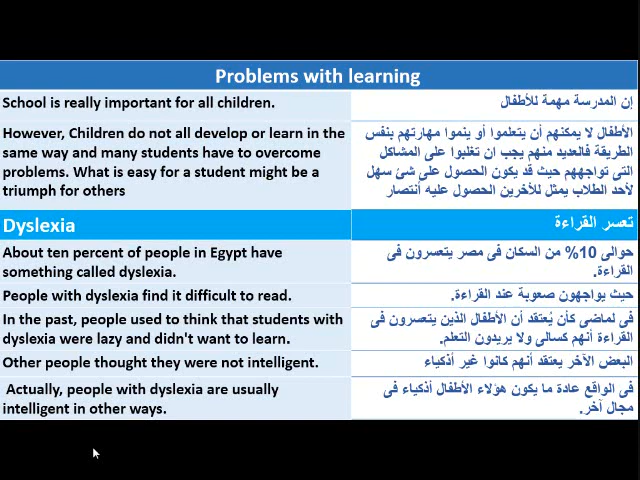 Problems with learning
School is really important for all children.
إن المدرسة مهمة للأطفال
However, Children do not all develop or learn in the
same way and many students have to overcome
problems. What is easy for a student might be a
triumph for others
الأطفال لا يمكنهم أن يتعلموا أو ينموا مهارتهم بنفس
الطريقة فالعديد منهم يجب ان تغلبوا على المشاكل
التى تواجههم حيث قد يكون الحصول على شئ سهل
لأحد الطلاب يمثل للأخرين الحصول عليه أنتصار
Dyslexia
تعسر القراءة
About ten percent of people in Egypt have
something called dyslexia.
حوالى 10% من السكان فى مصر يتعسرون فى
القراءة.
People with dyslexia find it difficult to read.
حيث يواجهون صعوبة عند القراءة.
In the past, people used to think that students with
dyslexia were lazy and didn't want to learn.
فى لماضى كأن يُعتقد أن الأطفال الذين يتعسرون فى
القراءة أنهم كسالى ولا يريدون التعلم.
Other people thought they were not intelligent.
البعض الآخر يعتقد أنهم كانوا غير أذكياء
Actually, people with dyslexia are usually
intelligent in other ways.
فى الواقع عادة ما يكون هؤلاء الأطفال أذكياء فى
مجال آخر.